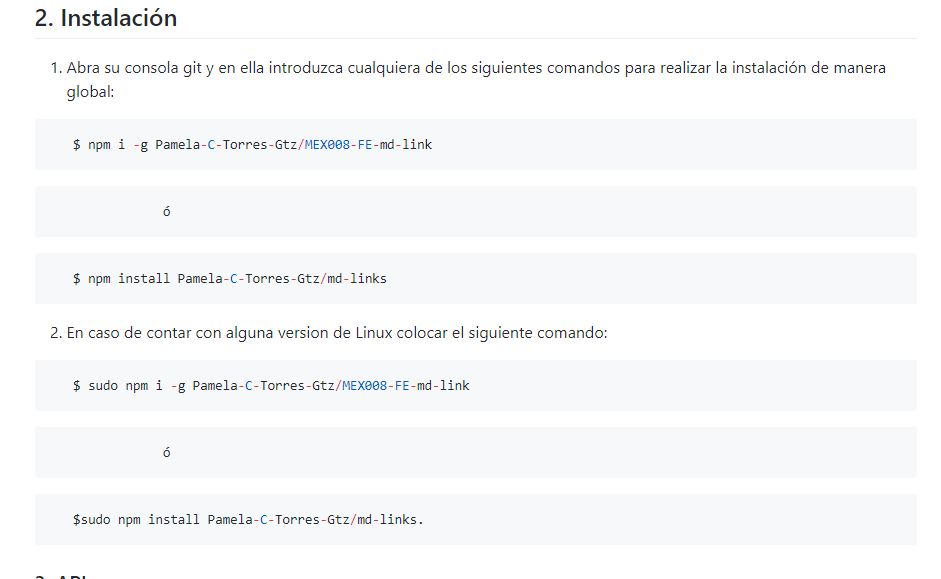 2. Instalación
1. Abra su consola git y en ella introduzca cualquiera de los siguientes comandos para realizar la instalación de manera
global:
$ npm i -g Pamela-C-Torres-Gtz/MEX008-FE-md-link
ó
$ npm install Pamela-C-Torres-Gtz/md-links
2. En caso de contar con alguna version de Linux colocar el siguiente comando:
$ sudo npm i -g Pamela-C-Torres-Gtz/MEX008-FE-md-link
ó
$sudo npm install Pamela-C-Torres-Gtz/md-links.